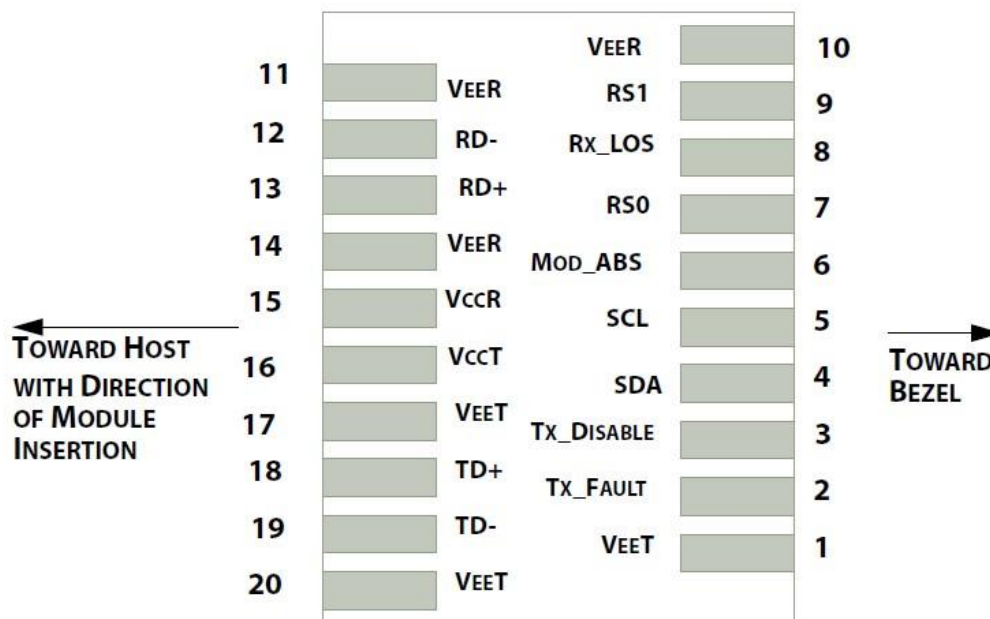 11
VEER
12
RD-
13
RD+
14
VEER
15
VCCR
16
VCCT
17
VEET
18
TD+
19
TD-
20
VEET
TOWARD HOST
WITH DIRECTION
OF MODULE
INSERTION
VEER
10
RS1
9
RX_LOS
8
RS0
7
MOD_ABS
6
SCL
5
SDA
4
TX_DISABLE
3
TX_FAULT
2
VEET
1
TOWARD
BEZEL